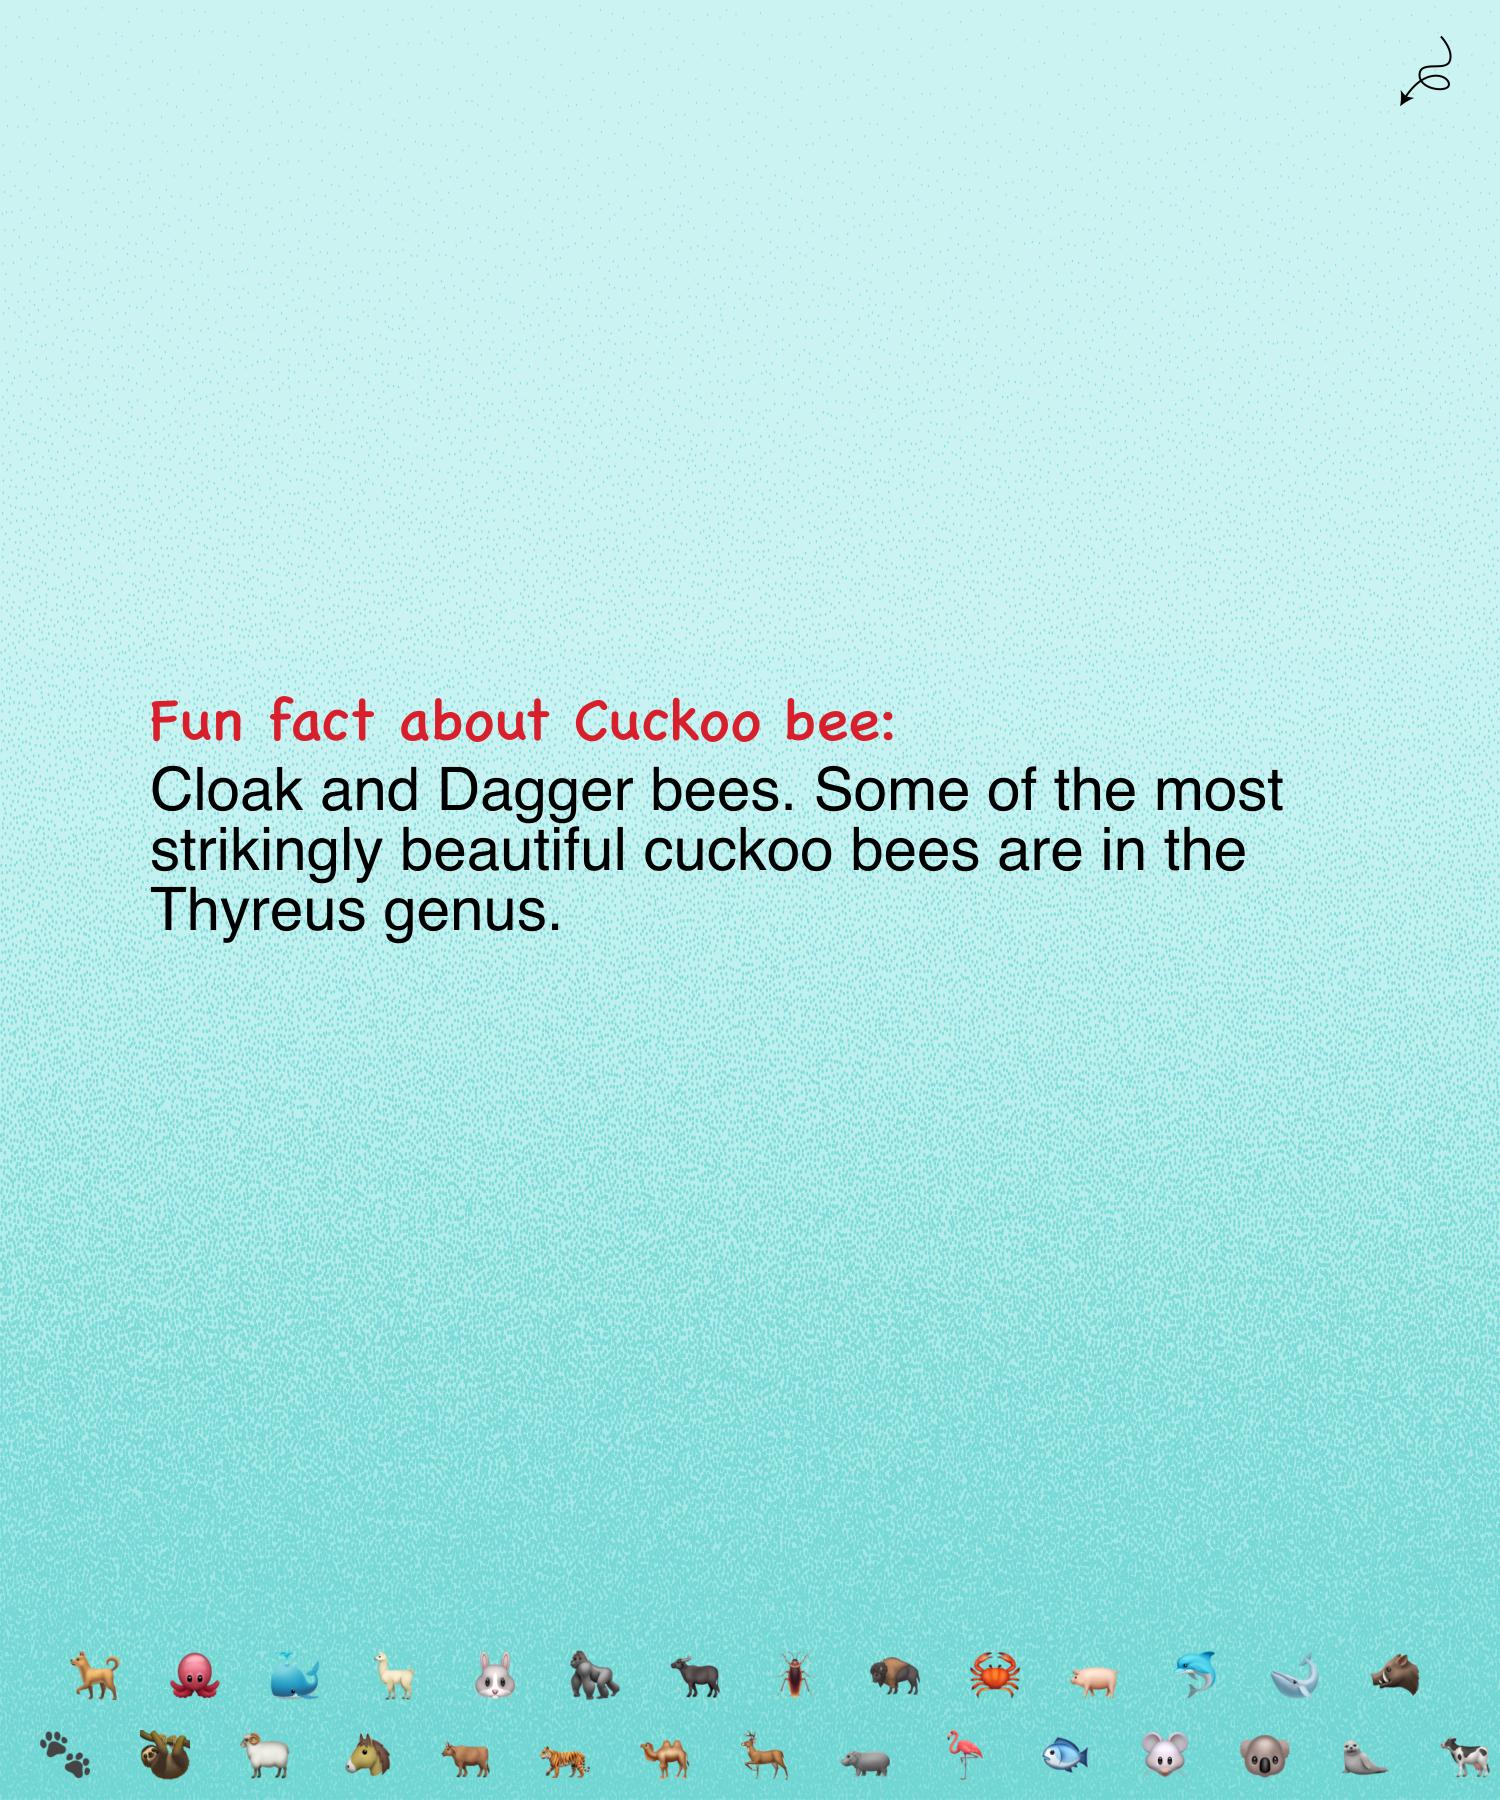 Fun fact about Cuckoo bee:
Cloak and Dagger bees. Some of the most
strikingly beautiful cuckoo bees are in the
Thyreus genus.